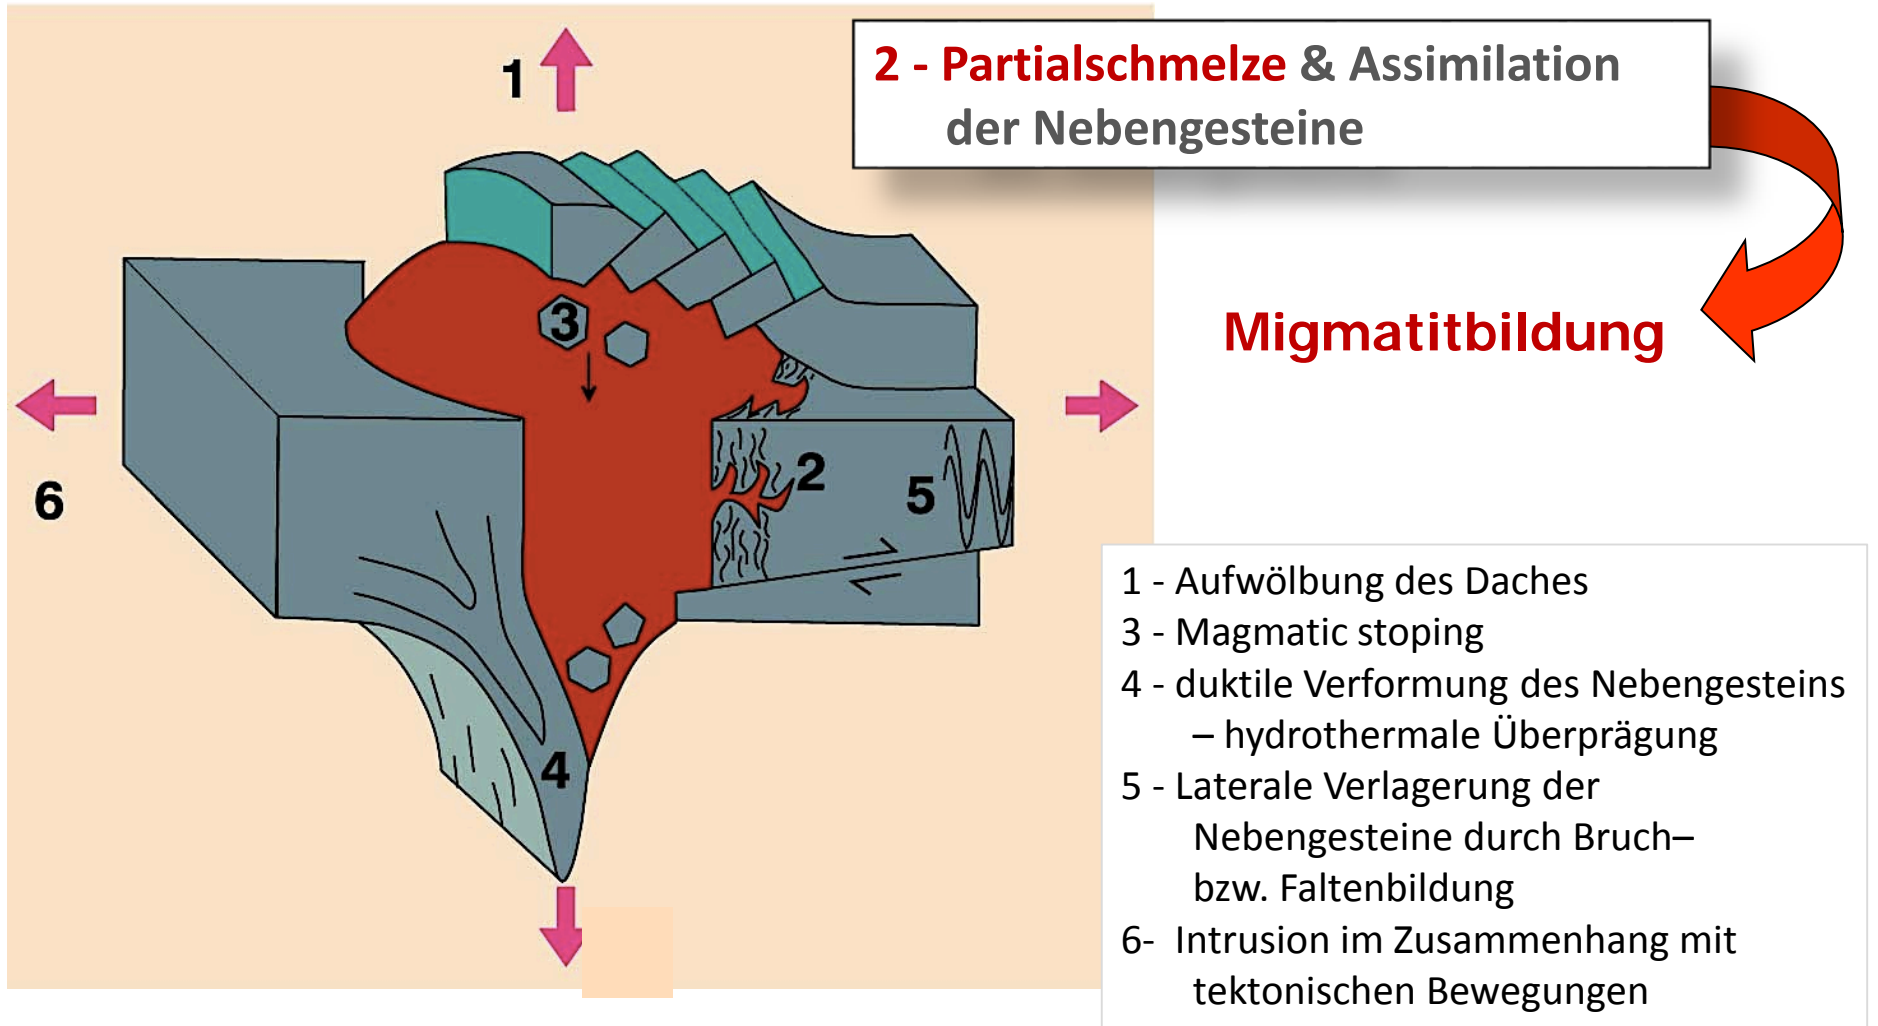 2 - Partialschmelze & Assimilation
der Nebengesteine
1
3
Migmatitbildung
2
5
6
4
1 - Aufwölbung des Daches
3 - Magmatic stoping
4 - duktile Verformung des Nebengesteins
– hydrothermale Überprägung
5 - Laterale Verlagerung der
Nebengesteine durch Bruch–
bzw. Faltenbildung
6- Intrusion im Zusammenhang mit
tektonischen Bewegungen